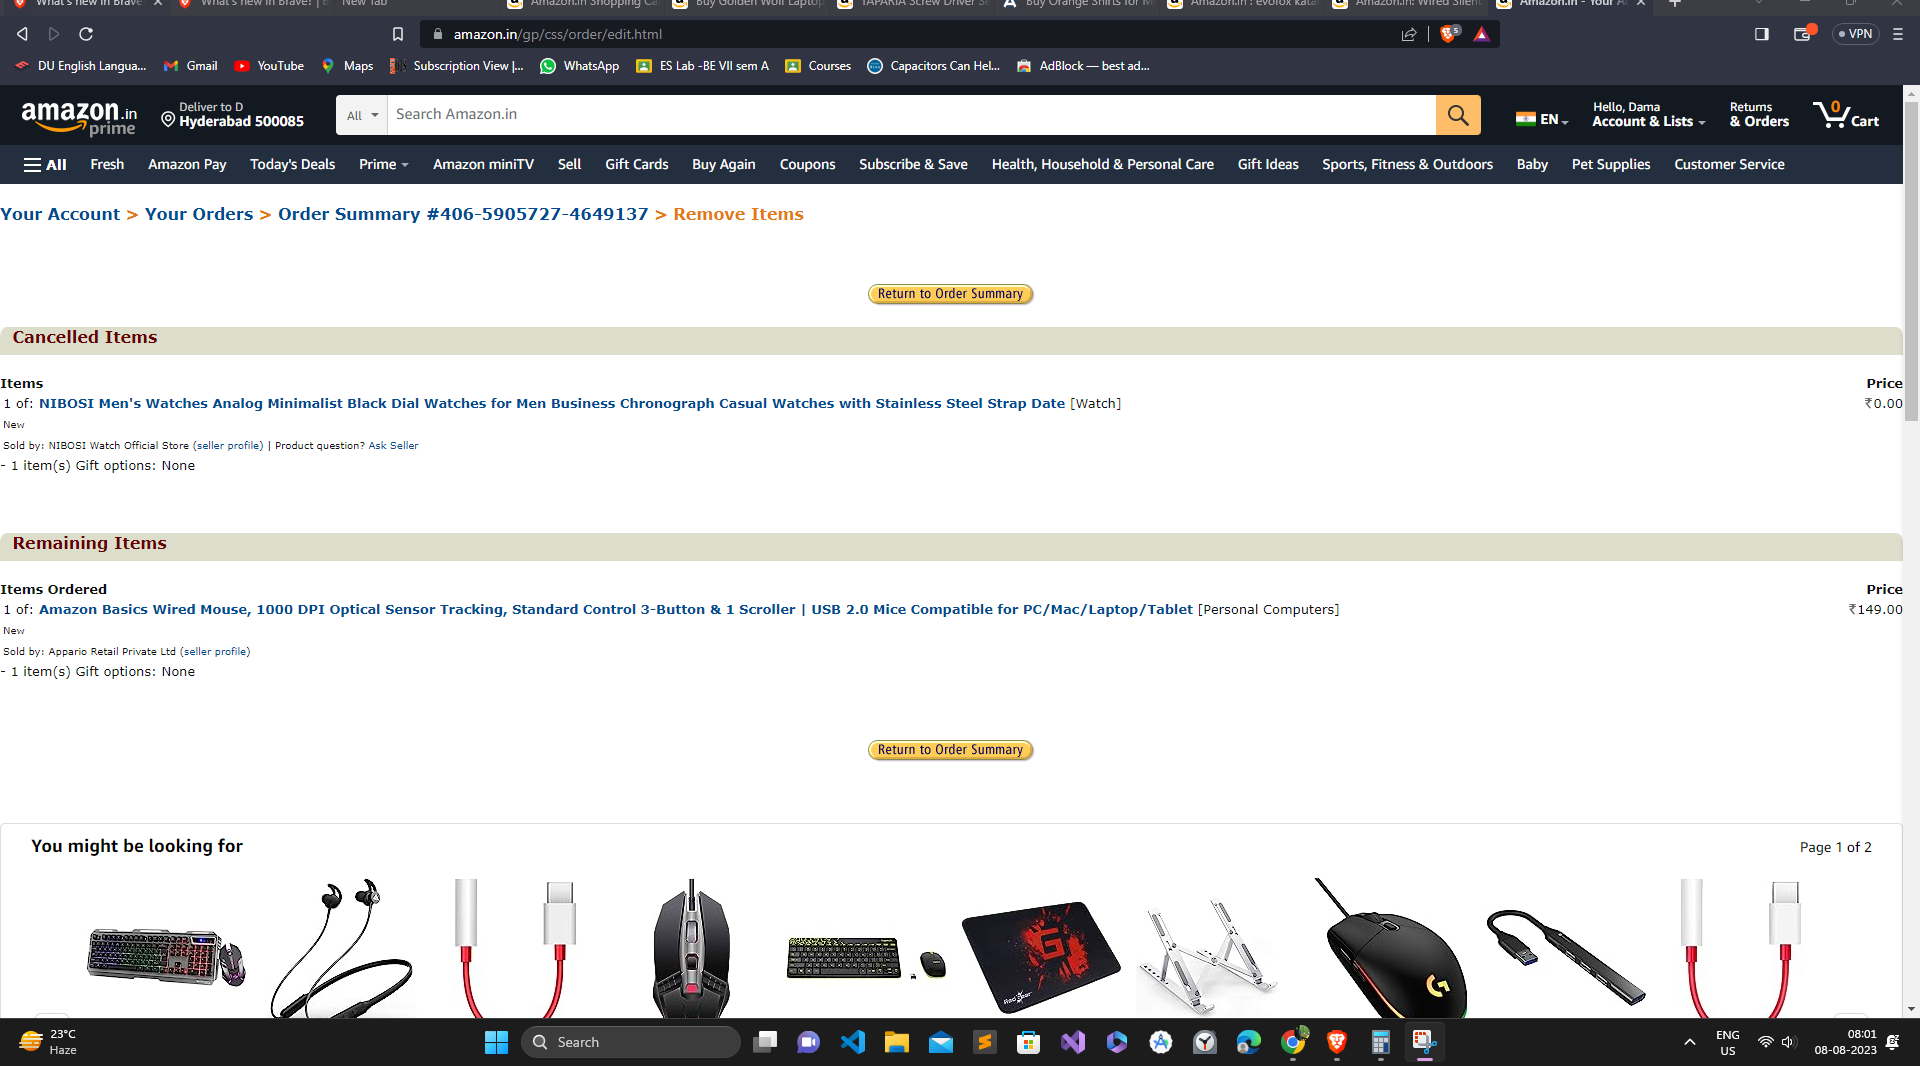 What's new in Brave
What's new in Brave! | B
New Tab
Amazon.in Shopping Ca
Buy Golden Wolf Laptop
TAPARIA Screw Driver Se
Buy Orange Shirts for M
Amazon.in : evofox kata
Amazon.in: Wired Silent
Amazon.in - Your A
amazon.in/gp/css/order/edit.html
5
VPN
DU English Langua...
Gmail
YouTube
Maps
Subscription View |...
WhatsApp
ES Lab -BE VII sem A
Courses
Capacitors Can Hel...
AdBlock — best ad...
amazon.in
prime
Deliver to D
Hyderabad 500085
All
Search Amazon.in
EN
Hello, Dama
Account & Lists
Returns
& Orders
0
Cart
All
Fresh
Amazon Pay
Today's Deals
Prime
Amazon miniTV
Sell
Gift Cards
Buy Again
Coupons
Subscribe & Save
Health, Household & Personal Care
Gift Ideas
Sports, Fitness & Outdoors
Baby
Pet Supplies
Customer Service
Your Account > Your Orders > Order Summary #406-5905727-4649137 > Remove Items
Return to Order Summary
Cancelled Items
Items
Price
1 of: NIBOSI Men's Watches Analog Minimalist Black Dial Watches for Men Business Chronograph Casual Watches with Stainless Steel Strap Date [Watch]
₹0.00
New
Sold by: NIBOSI Watch Official Store (seller profile) | Product question? Ask Seller
- 1 item(s) Gift options: None
Remaining Items
Items Ordered
Price
1 of: Amazon Basics Wired Mouse, 1000 DPI Optical Sensor Tracking, Standard Control 3-Button & 1 Scroller | USB 2.0 Mice Compatible for PC/Mac/Laptop/Tablet [Personal Computers]
₹149.00
New
Sold by: Appario Retail Private Ltd (seller profile)
- 1 item(s) Gift options: None
Return to Order Summary
You might be looking for
Page 1 of 2
23°C
Haze
Search
ENG
US
08:01
08-08-2023